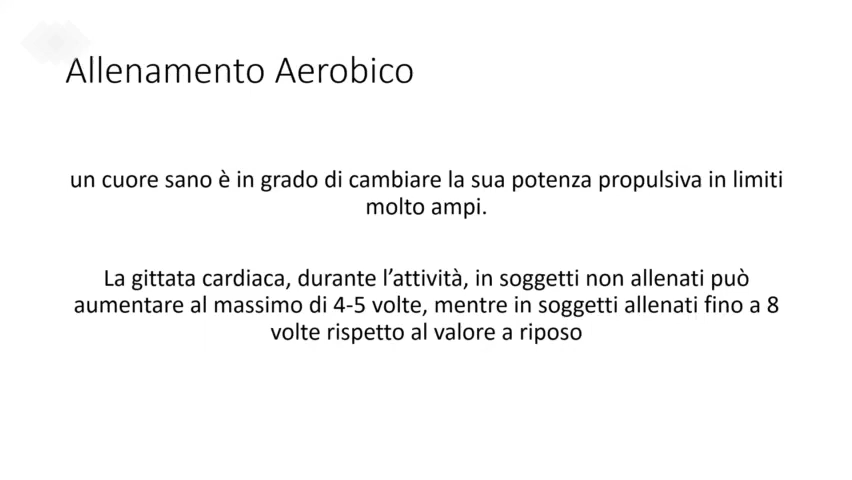 Allenamento Aerobico
un cuore sano è in grado di cambiare la sua potenza propulsiva in limiti
molto ampi.
La gittata cardiaca, durante l’attività, in soggetti non allenati può
aumentare al massimo di 4-5 volte, mentre in soggetti allenati fino a 8
volte rispetto al valore a riposo